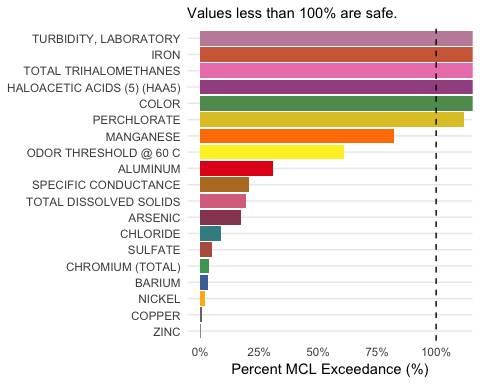 Values less than 100% are safe.
TURBIDITY, LABORATORY
IRON
TOTAL TRIHALOMETHANES
HALOACETIC ACIDS (5) (HAA5)
COLOR
PERCHLORATE
MANGANESE
ODOR THRESHOLD @ 60 C
ALUMINUM
SPECIFIC CONDUCTANCE
TOTAL DISSOLVED SOLIDS
ARSENIC
CHLORIDE
SULFATE
CHROMIUM (TOTAL)
BARIUM
NICKEL
COPPER
ZINC
0% 25% 50% 75% 100%
Percent MCL Exceedance (%)